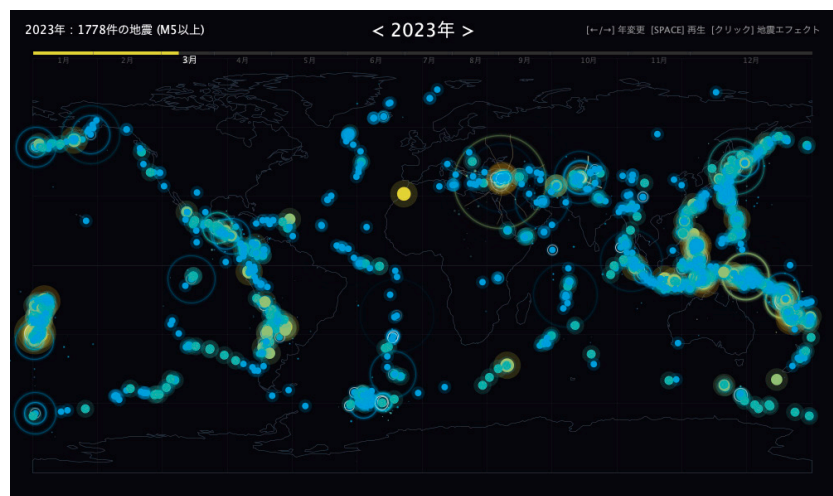 2023年：1778件の地震 (M5以上)
< 2023年 >
[←/→] 年変更 [SPACE] 再生 [クリック] 地震エフェクト
1月 2月 3月 4月 5月 6月 7月 8月 9月 10月 11月 12月